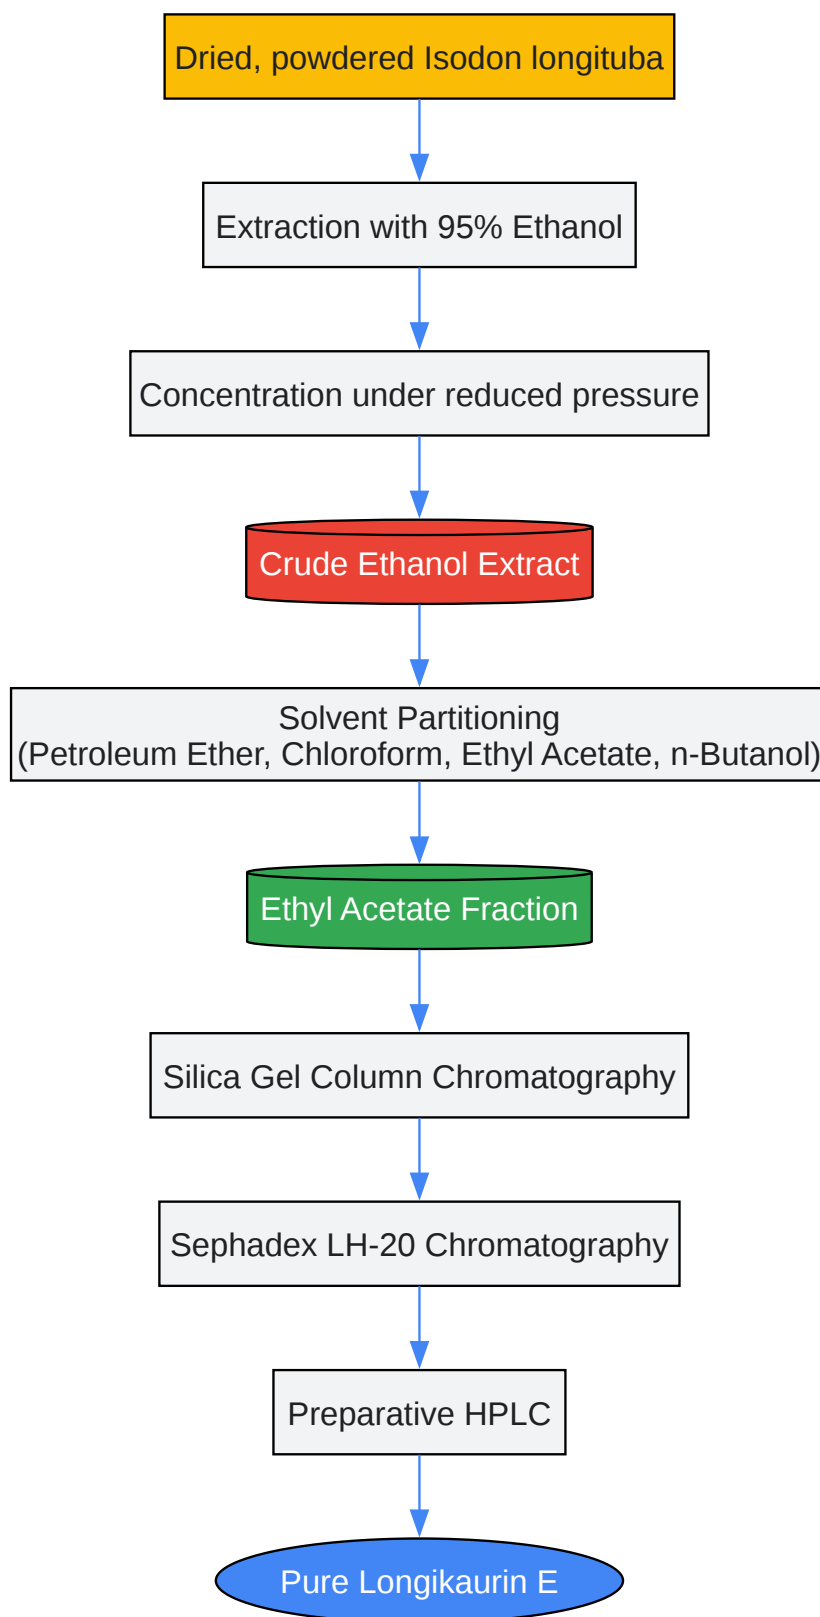 Dried, powdered Isodon longituba
Extraction with 95% Ethanol
Concentration under reduced pressure
Crude Ethanol Extract
Solvent Partitioning
(Petroleum Ether, Chloroform, Ethyl Acetate, n-Butanol)
Ethyl Acetate Fraction
Silica Gel Column Chromatography
Sephadex LH-20 Chromatography
Preparative HPLC
Pure Longikaurin E